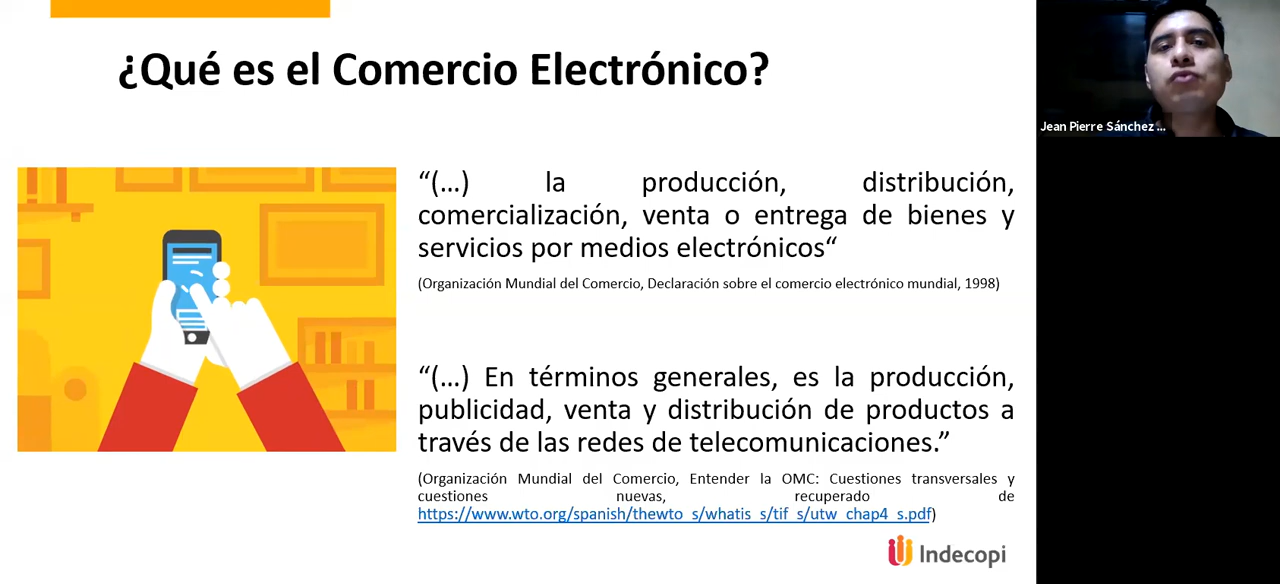 ¿Qué es el Comercio Electrónico?
Jean Pierre Sánchez ...
“(...) la producción, distribución,
comercialización, venta o entrega de bienes y
servicios por medios electrónicos“
(Organización Mundial del Comercio, Declaración sobre el comercio electrónico mundial, 1998)
“(...) En términos generales, es la producción,
publicidad, venta y distribución de productos a
través de las redes de telecomunicaciones.”
(Organización Mundial del Comercio, Entender la OMC: Cuestiones transversales y
cuestiones nuevas, recuperado de
https://www.wto.org/spanish/thewto_s/whatis_s/tif_s/utw_chap4_s.pdf)
Indecopi